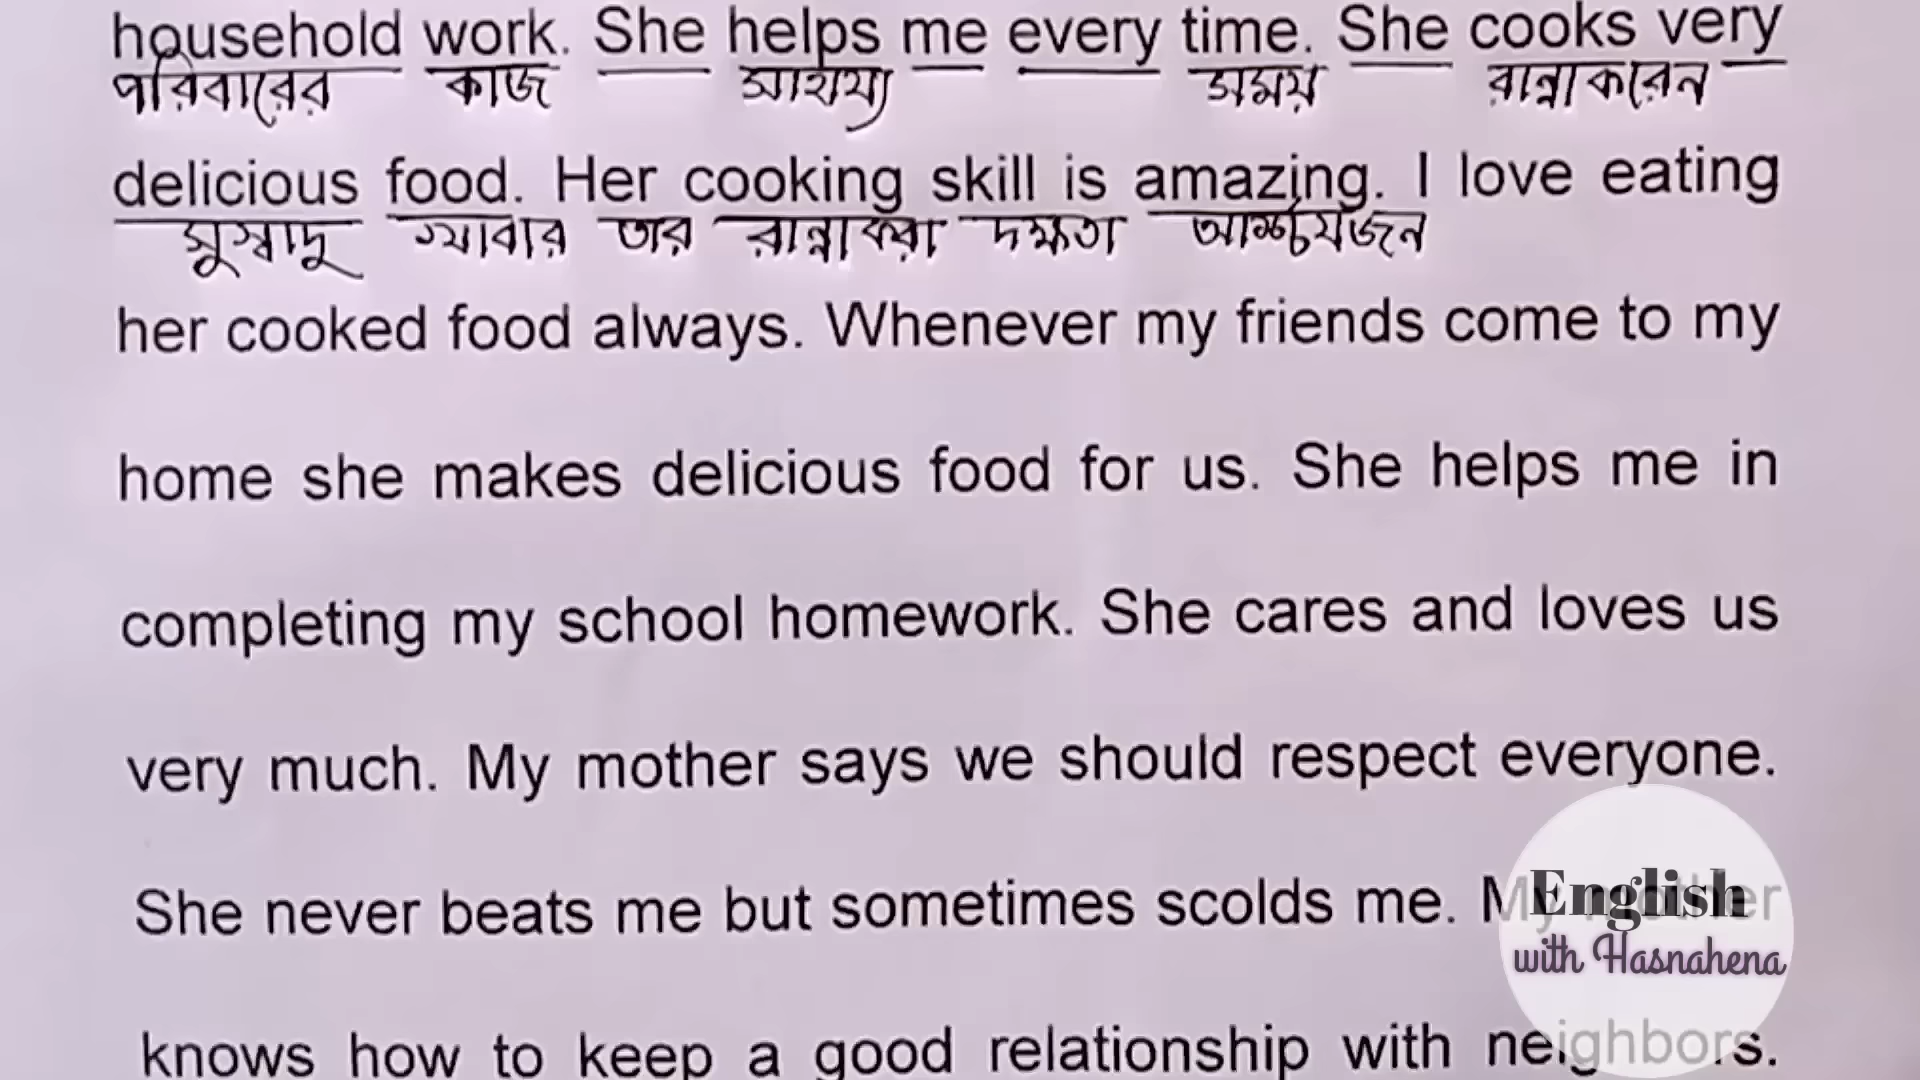 household work. She helps me every time. She cooks very
পরিবারের কাজ সাহায্য সময় রান্না করেন
delicious food. Her cooking skill is amazing. I love eating
সুস্বাদু খাবার তার রান্না করা দক্ষতা আশ্চর্যজন
her cooked food always. Whenever my friends come to my
home she makes delicious food for us. She helps me in
completing my school homework. She cares and loves us
very much. My mother says we should respect everyone.
She never beats me but sometimes scolds me. My mother
knows how to keep a good relationship with neighbors.
English
with Hasnahena